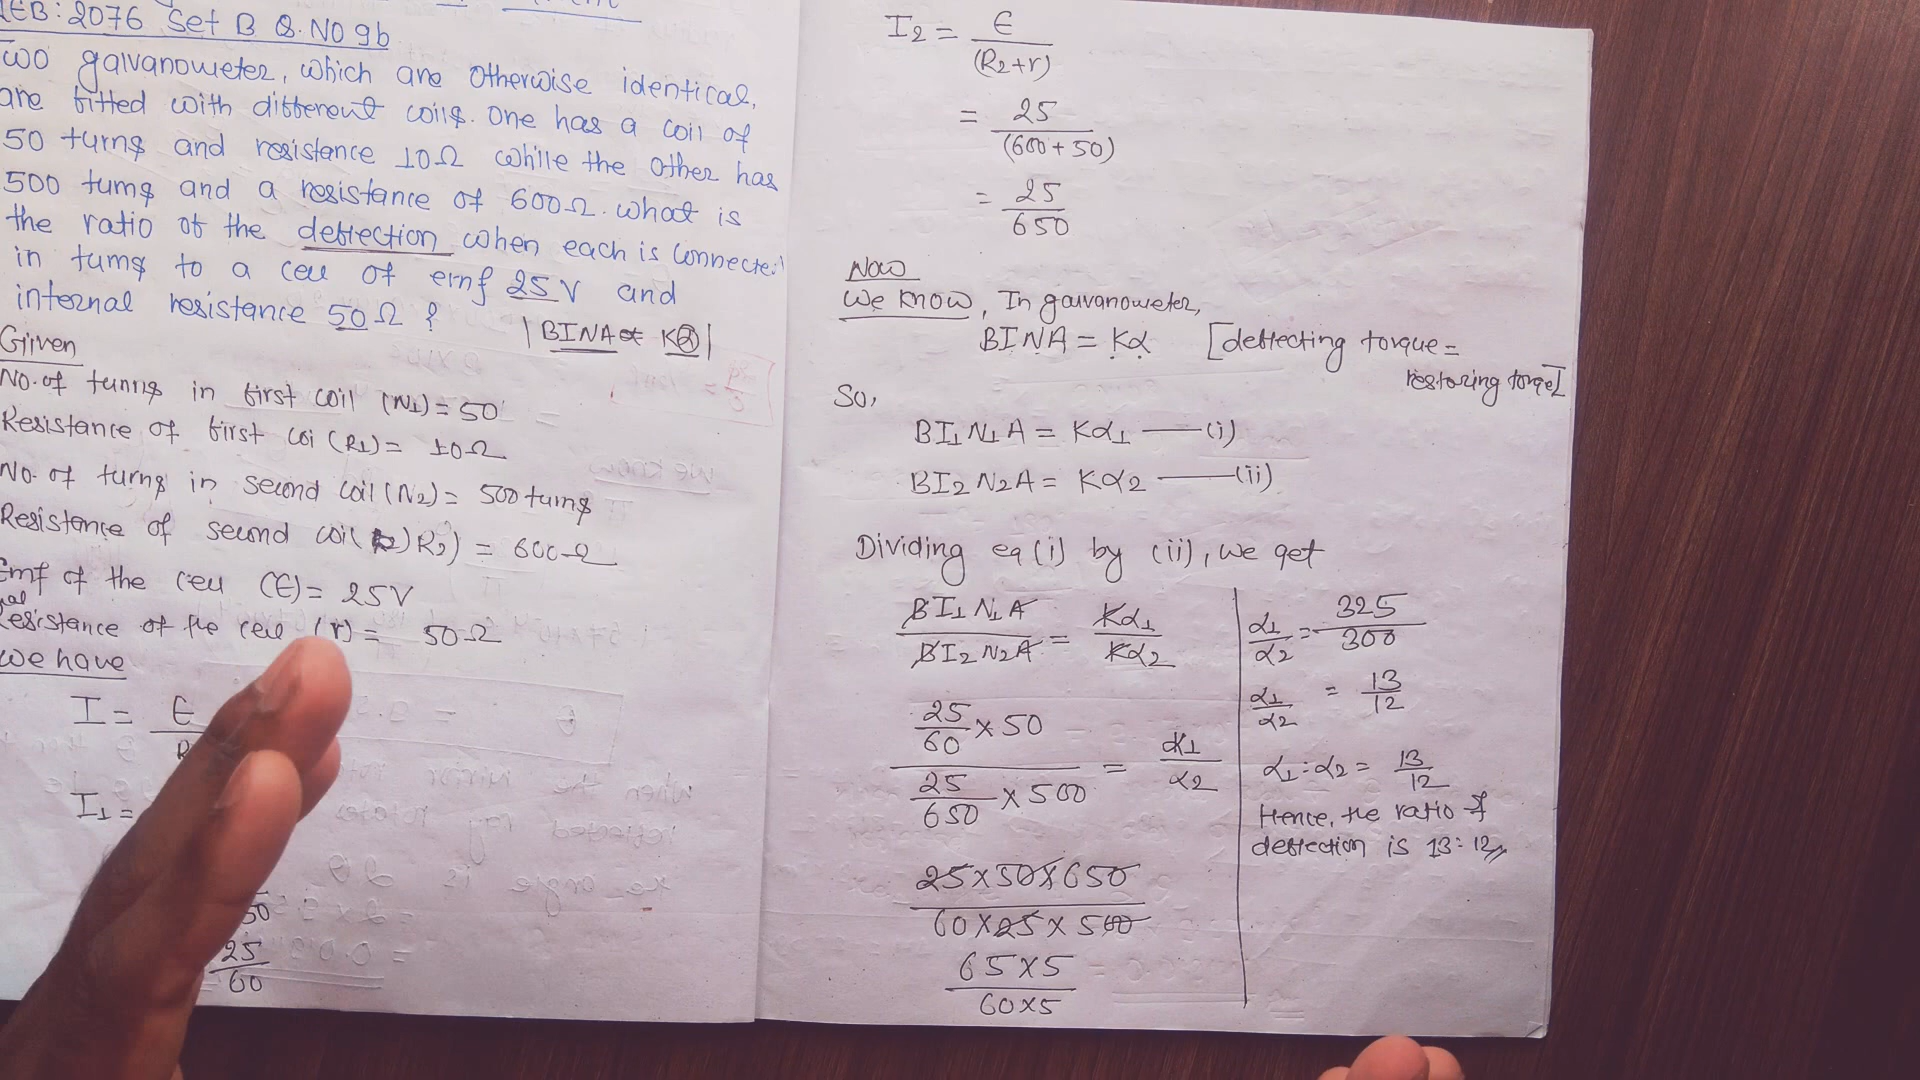 EB: 2076 Set B Q.NO 9b
Two galvanometer, which are otherwise identical,
are fitted with different coils. One has a coil of
50 turns and resistance 10Ω while the other has
500 turns and a resistance of 600Ω. What is
the ratio of the deflection when each is connected
in turns to a cell of emf 25 V and
internal resistance 50Ω ?
|BINA ∝ Kα|
Given
No. of turns in first coil (N1) = 50
Resistance of first coi (R1) = 10Ω
No. of turns in second coil (N2) = 500 turns
Resistance of second coil R2) = 600Ω
Emf of the cell (E) = 25V
Resistance of the cell (r) = 50Ω
We have
I = E
I1 =
25
60
I2 = E
(R2+r)
= 25
(600+50)
= 25
650
Now
We know, In galvanometer,
BINA = Kα [deflecting torque =
restoring torqe]
So,
BI1N1A = Kα1 —(i)
BI2N2A = Kα2 —(ii)
Dividing eq (i) by (ii), we get
BI1N1A / BI2N2A = Kα1 / Kα2
25/60 × 50
= α1/α2
25/650 × 500
25×50×650
60×25×500
65×5
60×5
α1/α2 = 325/300
α1/α2 = 13/12
α1:α2 = 13/12
Hence, the ratio of
deflection is 13:12